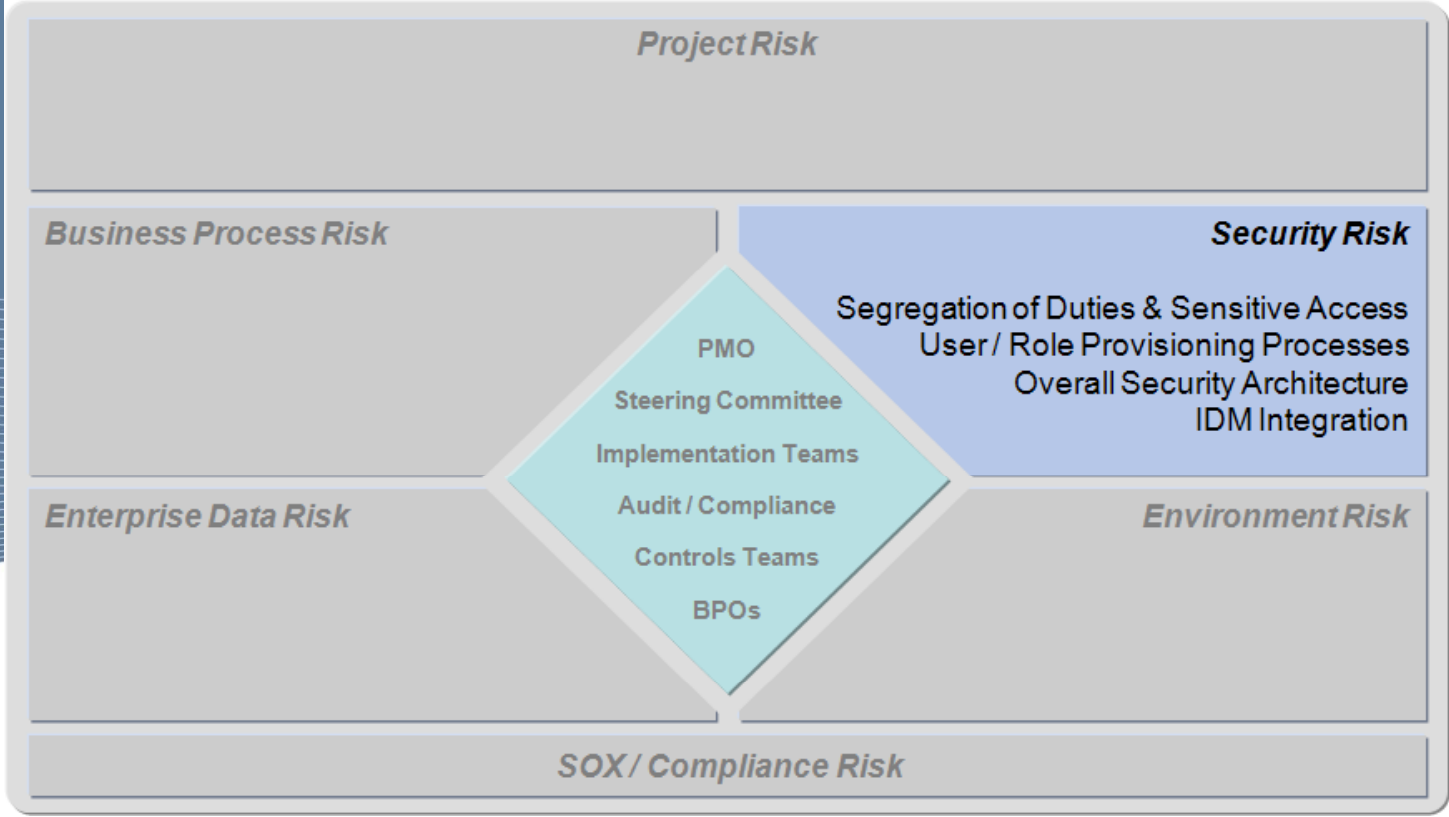 Project Risk
Business Process Risk
Security Risk
Segregation of Duties & Sensitive Access
User / Role Provisioning Processes
Overall Security Architecture
IDM Integration
PMO
Steering Committee
Implementation Teams
Audit / Compliance
Controls Teams
BPOs
Enterprise Data Risk
Environment Risk
SOX / Compliance Risk